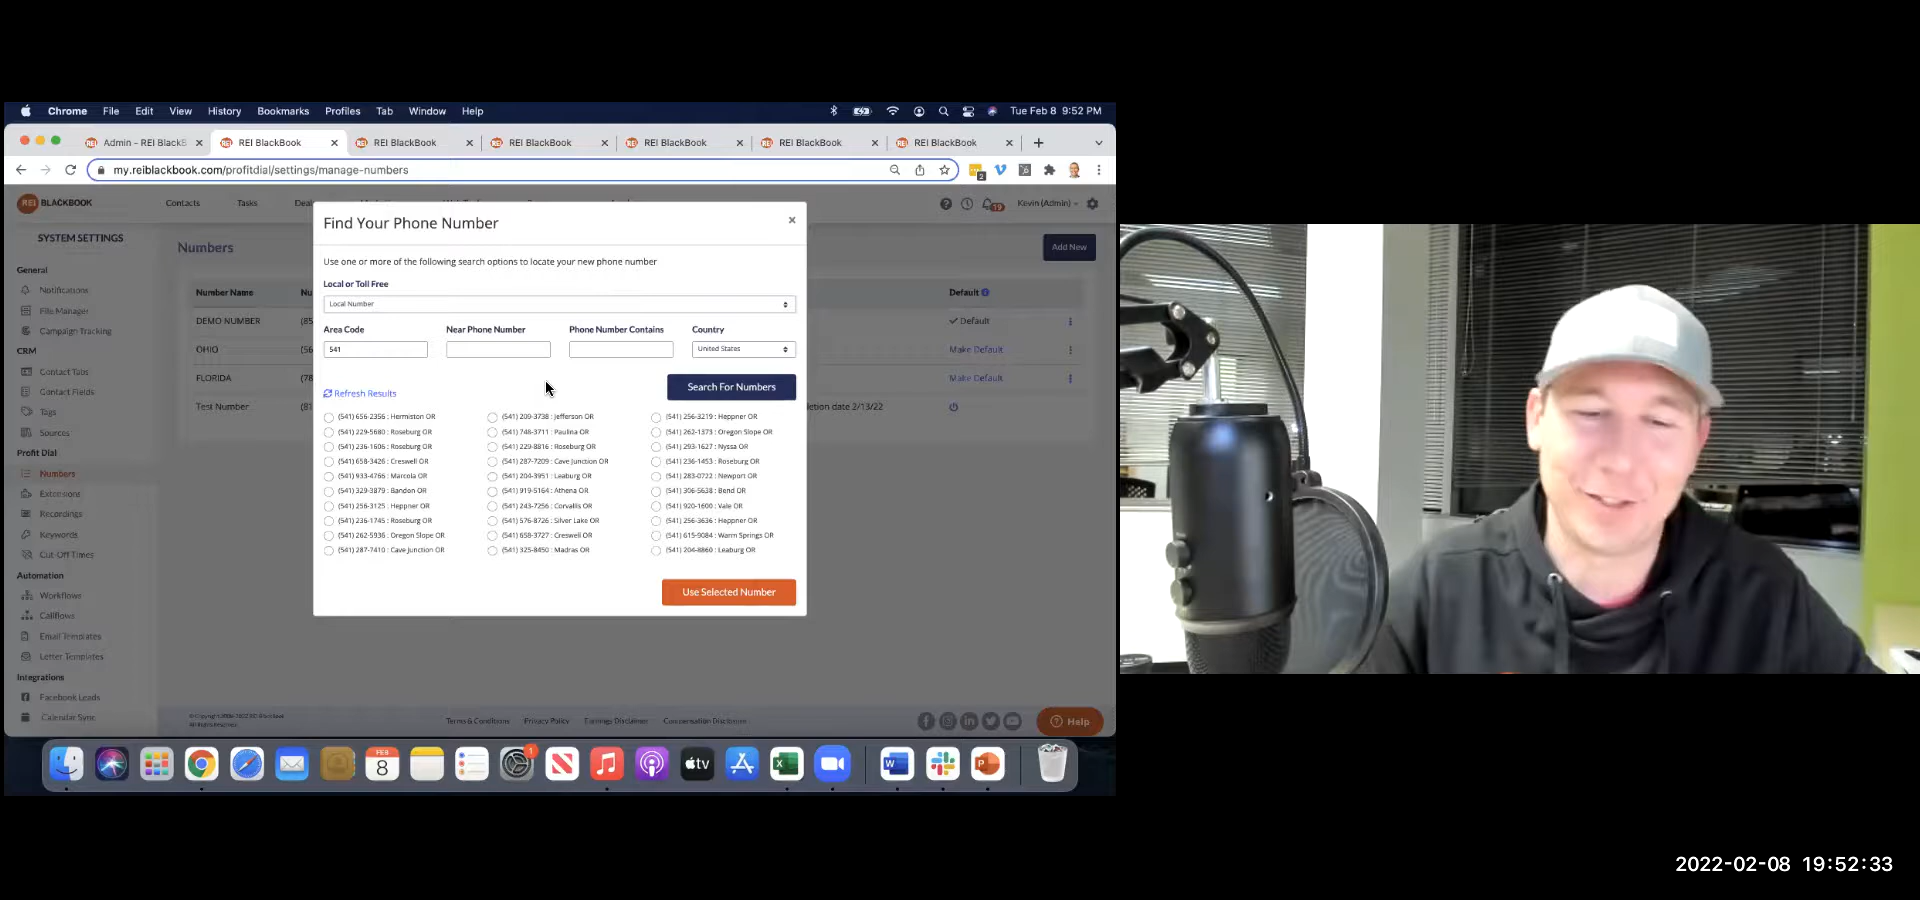 Chrome File Edit View History Bookmarks Profiles Tab Window Help Tue Feb 8 9:52 PM
Admin - REI BlackB REI BlackBook REI BlackBook REI BlackBook REI BlackBook REI BlackBook REI BlackBook
my.reiblackbook.com/profitdial/settings/manage-numbers
2
REI BLACKBOOK Contacts Tasks Kevin (Admin)
SYSTEM SETTINGS
Numbers
Add New
General
Notifications
File Manager
Campaign Tracking
CRM
Contact Tabs
Contact Fields
Tags
Sources
Profit Dial
Numbers
Extensions
Recordings
Keywords
Cut-Off Times
Automation
Workflows
Callflows
Email Templates
Letter Templates
Integrations
Facebook Leads
Calendar Sync
Number Name Default
DEMO NUMBER Default
OHIO Make Default
FLORIDA Make Default
Test Number letion date 2/13/22
Find Your Phone Number
Use one or more of the following search options to locate your new phone number
Local or Toll Free
Local Number
Area Code Near Phone Number Phone Number Contains Country
541 United States
Refresh Results Search For Numbers
(541) 656-2356 : Hermiston OR (541) 209-3738 : Jefferson OR (541) 256-3219 : Heppner OR
(541) 229-5680 : Roseburg OR (541) 748-3711 : Paulina OR (541) 262-1373 : Oregon Slope OR
(541) 236-1606 : Roseburg OR (541) 229-8816 : Roseburg OR (541) 293-1627 : Nyssa OR
(541) 658-3426 : Creswell OR (541) 287-7209 : Cave Junction OR (541) 236-1453 : Roseburg OR
(541) 933-4766 : Marcola OR (541) 204-3951 : Leaburg OR (541) 283-0722 : Newport OR
(541) 329-3879 : Bandon OR (541) 919-5164 : Athena OR (541) 306-5638 : Bend OR
(541) 256-3125 : Heppner OR (541) 243-7256 : Corvallis OR (541) 920-1600 : Vale OR
(541) 236-1745 : Roseburg OR (541) 576-8726 : Silver Lake OR (541) 256-3636 : Heppner OR
(541) 262-5936 : Oregon Slope OR (541) 658-3727 : Creswell OR (541) 615-9084 : Warm Springs OR
(541) 287-7410 : Cave Junction OR (541) 325-8450 : Madras OR (541) 204-8860 : Leaburg OR
Use Selected Number
Terms & Conditions Privacy Policy Earnings Disclaimer Compensation Disclosure
Help
FEB
8
1
tv
2022-02-08 19:52:33